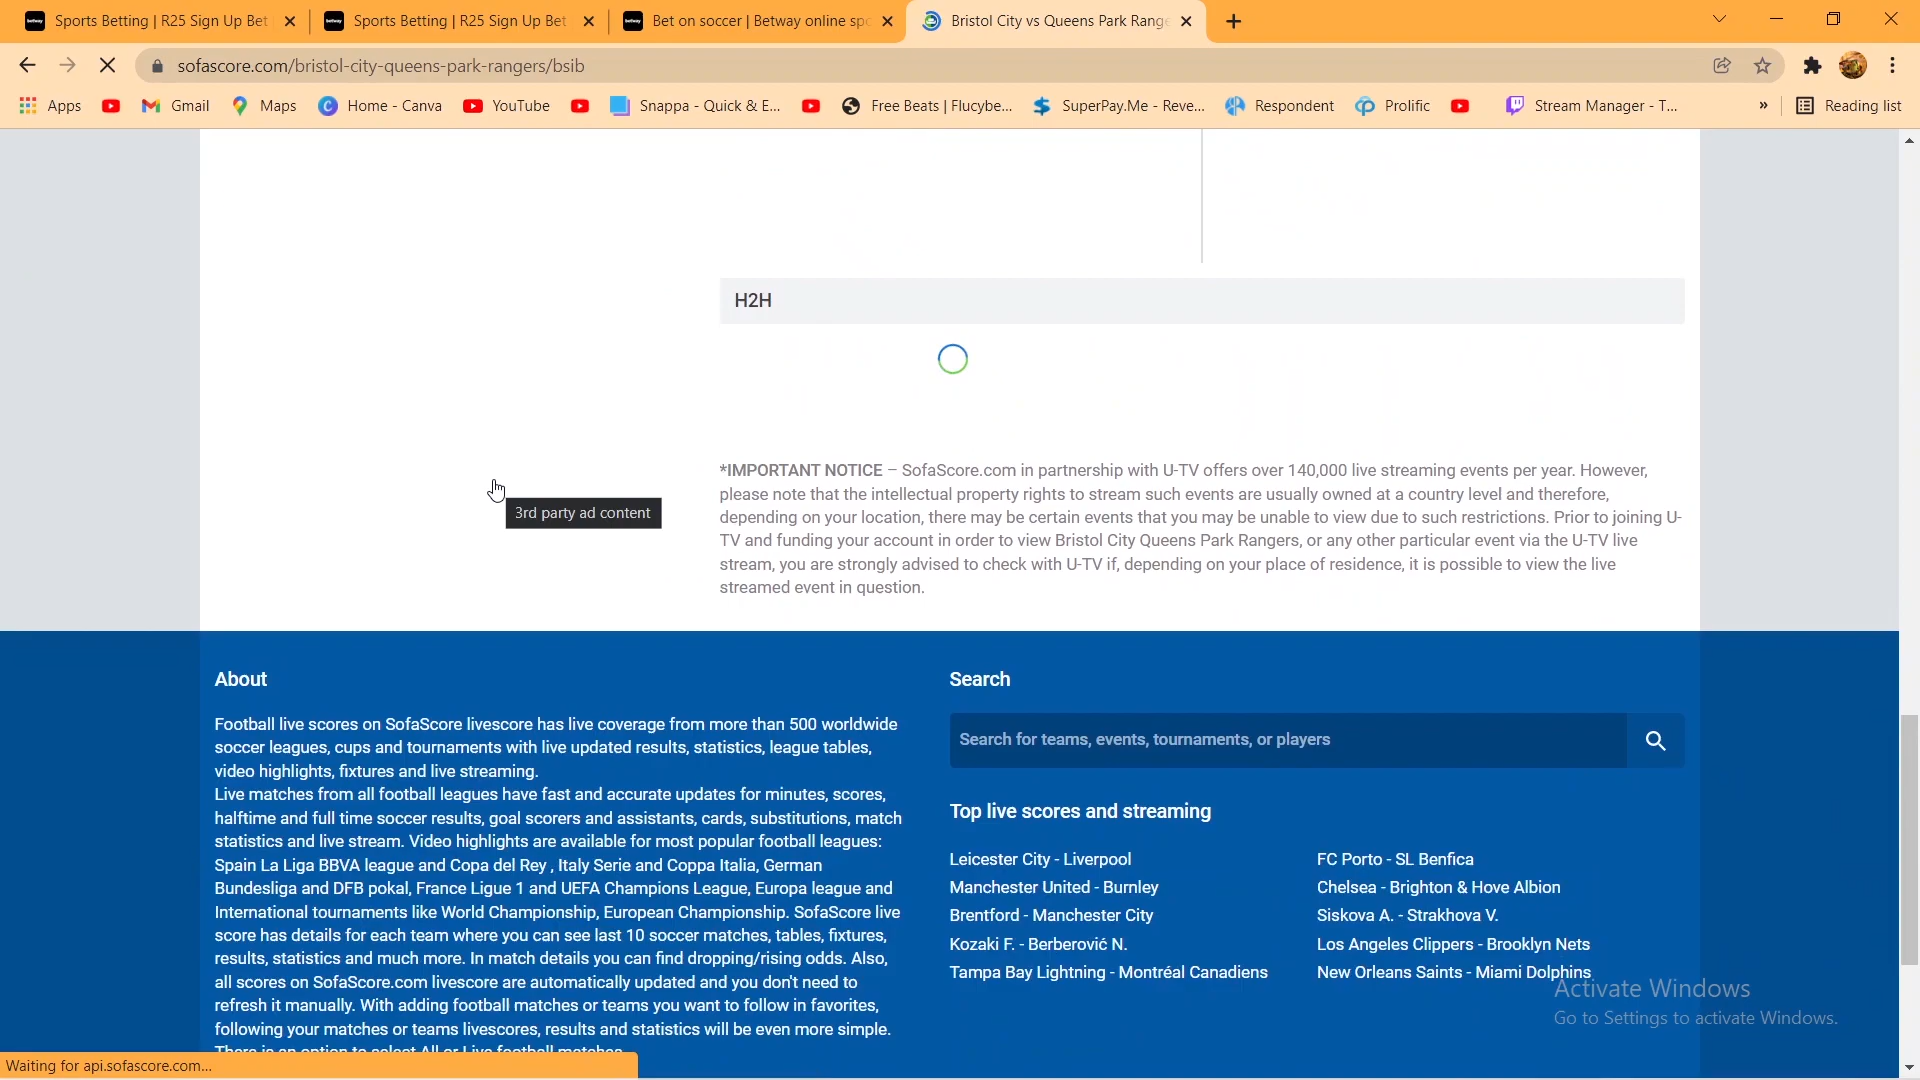 Sports Betting | R25 Sign Up Bet
Sports Betting | R25 Sign Up Bet
Bet on soccer | Betway online spo
Bristol City vs Queens Park Range
sofascore.com/bristol-city-queens-park-rangers/bsib
Apps
Gmail
Maps
Home - Canva
YouTube
Snappa - Quick & E...
Free Beats | Flucybe...
SuperPay.Me - Reve...
Respondent
Prolific
Stream Manager - T...
»
Reading list
H2H
3rd party ad content
*IMPORTANT NOTICE – SofaScore.com in partnership with U-TV offers over 140,000 live streaming events per year. However,
please note that the intellectual property rights to stream such events are usually owned at a country level and therefore,
depending on your location, there may be certain events that you may be unable to view due to such restrictions. Prior to joining U-
TV and funding your account in order to view Bristol City Queens Park Rangers, or any other particular event via the U-TV live
stream, you are strongly advised to check with U-TV if, depending on your place of residence, it is possible to view the live
streamed event in question.
About
Football live scores on SofaScore livescore has live coverage from more than 500 worldwide
soccer leagues, cups and tournaments with live updated results, statistics, league tables,
video highlights, fixtures and live streaming.
Live matches from all football leagues have fast and accurate updates for minutes, scores,
halftime and full time soccer results, goal scorers and assistants, cards, substitutions, match
statistics and live stream. Video highlights are available for most popular football leagues:
Spain La Liga BBVA league and Copa del Rey , Italy Serie and Coppa Italia, German
Bundesliga and DFB pokal, France Ligue 1 and UEFA Champions League, Europa league and
International tournaments like World Championship, European Championship. SofaScore live
score has details for each team where you can see last 10 soccer matches, tables, fixtures,
results, statistics and much more. In match details you can find dropping/rising odds. Also,
all scores on SofaScore.com livescore are automatically updated and you don't need to
refresh it manually. With adding football matches or teams you want to follow in favorites,
following your matches or teams livescores, results and statistics will be even more simple.
There is an option to select All or Live football matches
Search
Search for teams, events, tournaments, or players
Top live scores and streaming
Leicester City - Liverpool
Manchester United - Burnley
Brentford - Manchester City
Kozaki F. - Berberović N.
Tampa Bay Lightning - Montréal Canadiens
FC Porto - SL Benfica
Chelsea - Brighton & Hove Albion
Siskova A. - Strakhova V.
Los Angeles Clippers - Brooklyn Nets
New Orleans Saints - Miami Dolphins
Activate Windows
Go to Settings to activate Windows.
Waiting for api.sofascore.com...